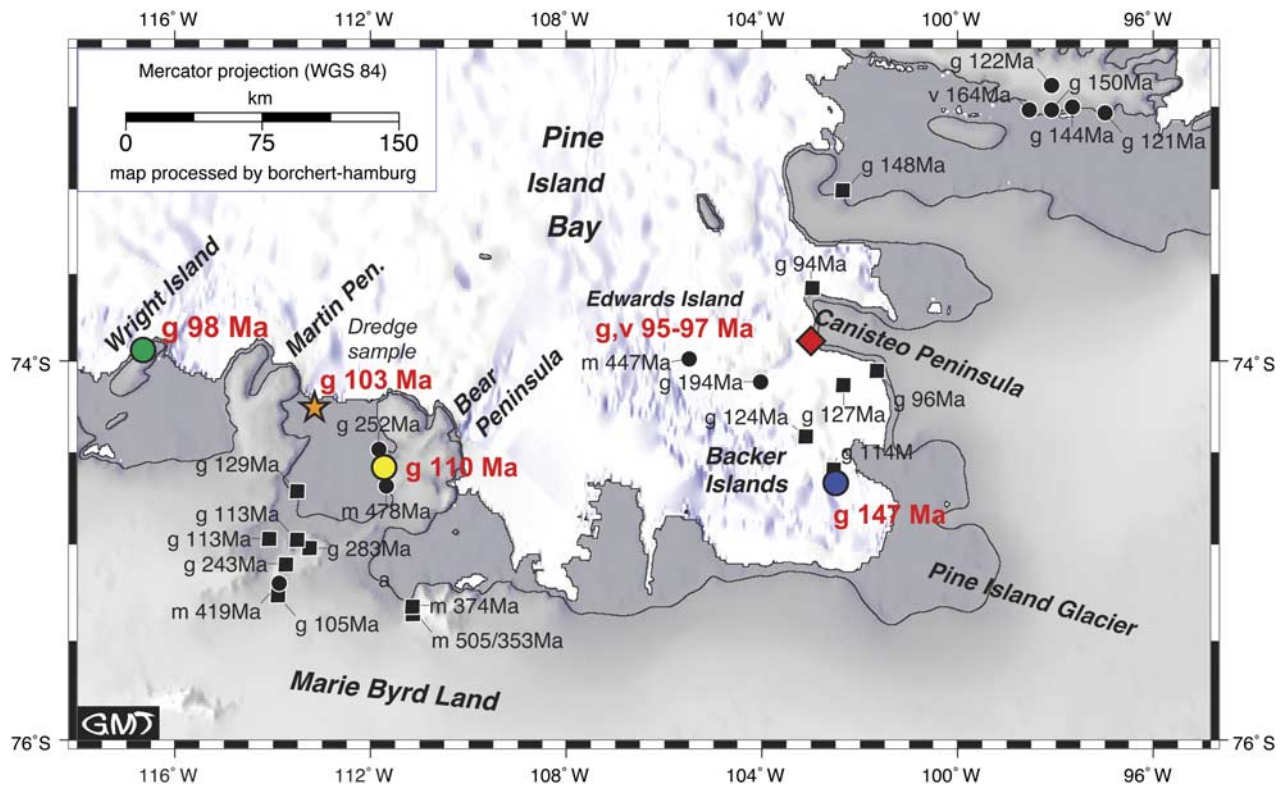 116°W 112°W 108°W 104°W 100°W 96°W
Mercator projection (WGS 84)
km
0 75 150
map processed by borchert-hamburg
Pine
Island
Bay
g 122Ma
g 150Ma
v 164Ma
g 144Ma
g 121Ma
g 148Ma
Wright Island
g 98 Ma
Martin Pen.
Dredge
sample
g 103 Ma
Bear
Peninsula
g 94Ma
Edwards Island
g,v 95-97 Ma
Canisteo Peninsula
74°S
74°S
m 447Ma
g 194Ma
g 96Ma
g 127Ma
g 124Ma
g 252Ma
g 110 Ma
g 129Ma
m 478Ma
Backer
Islands
g 114M
g 147 Ma
g 113Ma
g 113Ma
g 283Ma
g 243Ma
a
m 419Ma
g 105Ma
m 374Ma
m 505/353Ma
Pine Island Glacier
Marie Byrd Land
GMT
76°S
76°S
116°W 112°W 108°W 104°W 100°W 96°W